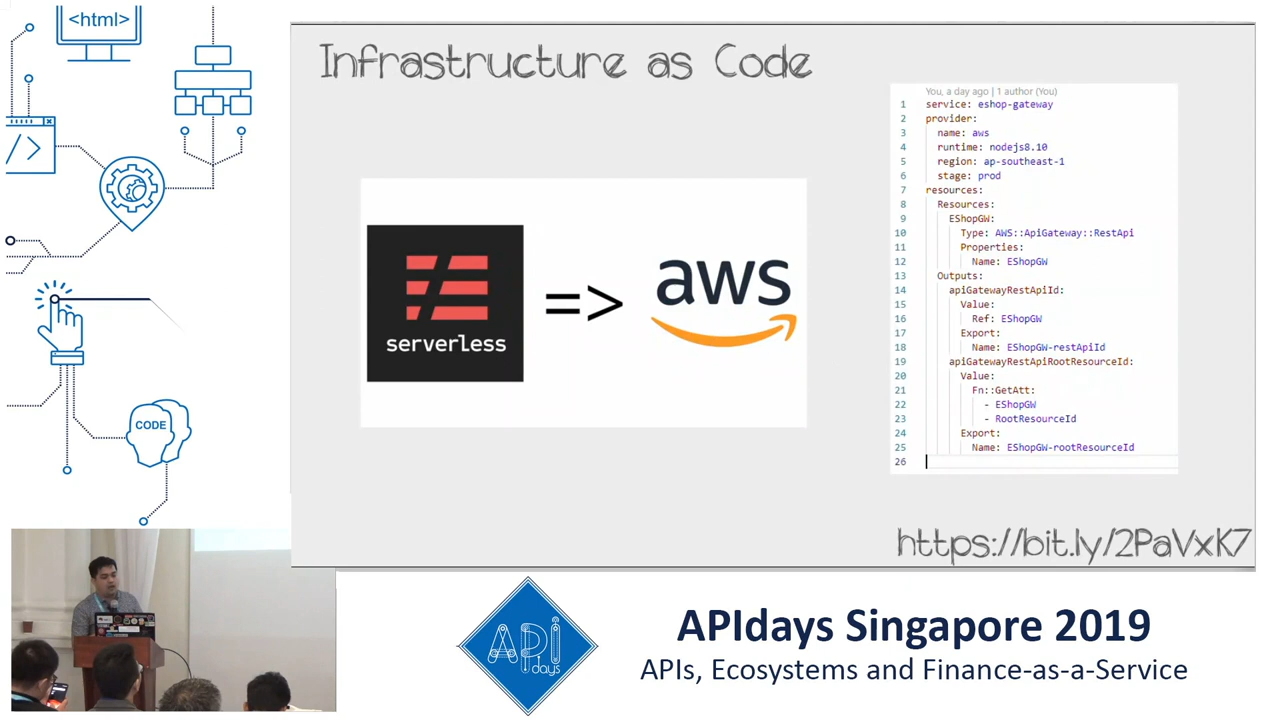 <html>
</>
CODE
Infrastructure as Code
serverless
=>
aws
You, a day ago | 1 author (You)
1 service: eshop-gateway
2 provider:
3 name: aws
4 runtime: nodejs8.10
5 region: ap-southeast-1
6 stage: prod
7 resources:
8 Resources:
9 EShopGW:
10 Type: AWS::ApiGateway::RestApi
11 Properties:
12 Name: EShopGW
13 Outputs:
14 apiGatewayRestApiId:
15 Value:
16 Ref: EShopGW
17 Export:
18 Name: EShopGW-restApiId
19 apiGatewayRestApiRootResourceId:
20 Value:
21 Fn::GetAtt:
22 - EShopGW
23 - RootResourceId
24 Export:
25 Name: EShopGW-rootResourceId
26
https://bit.ly/2PaVxK7
API
days
APIdays Singapore 2019
APIs, Ecosystems and Finance-as-a-Service